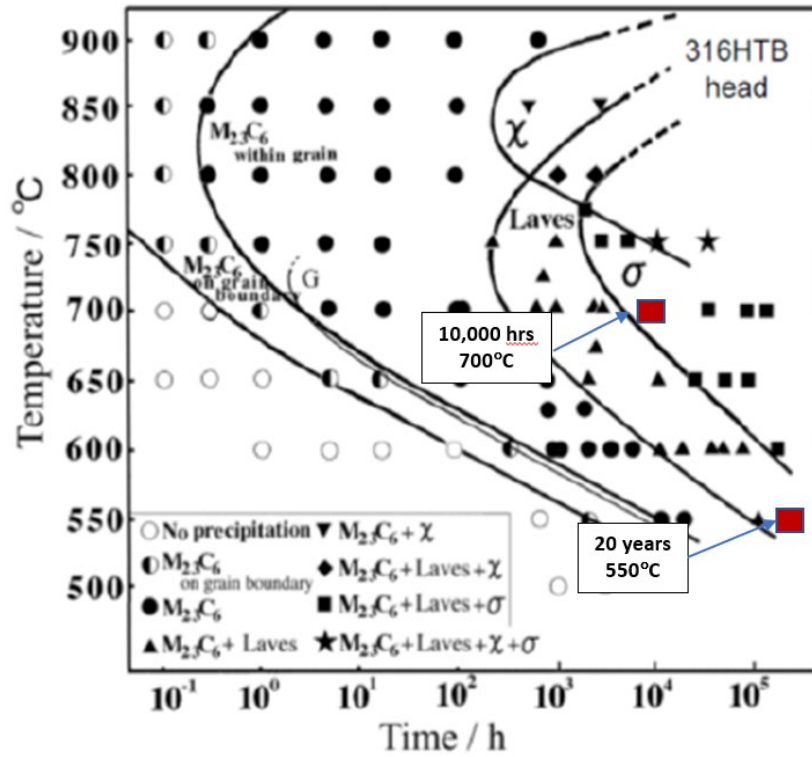 900
850
800
750
700
650
600
550
500
Temperature / °C
316HTB
head
χ
M₂₃C₆
within grain
Laves
M₂₃C₆
on grain
boundary
G
σ
10,000 hrs
700°C
20 years
550°C
No precipitation
M₂₃C₆
on grain boundary
M₂₃C₆
M₂₃C₆+ Laves
M₂₃C₆+χ
M₂₃C₆+Laves+χ
M₂₃C₆+Laves+σ
M₂₃C₆+Laves+χ+σ
10⁻¹ 10⁰ 10¹ 10² 10³ 10⁴ 10⁵
Time / h